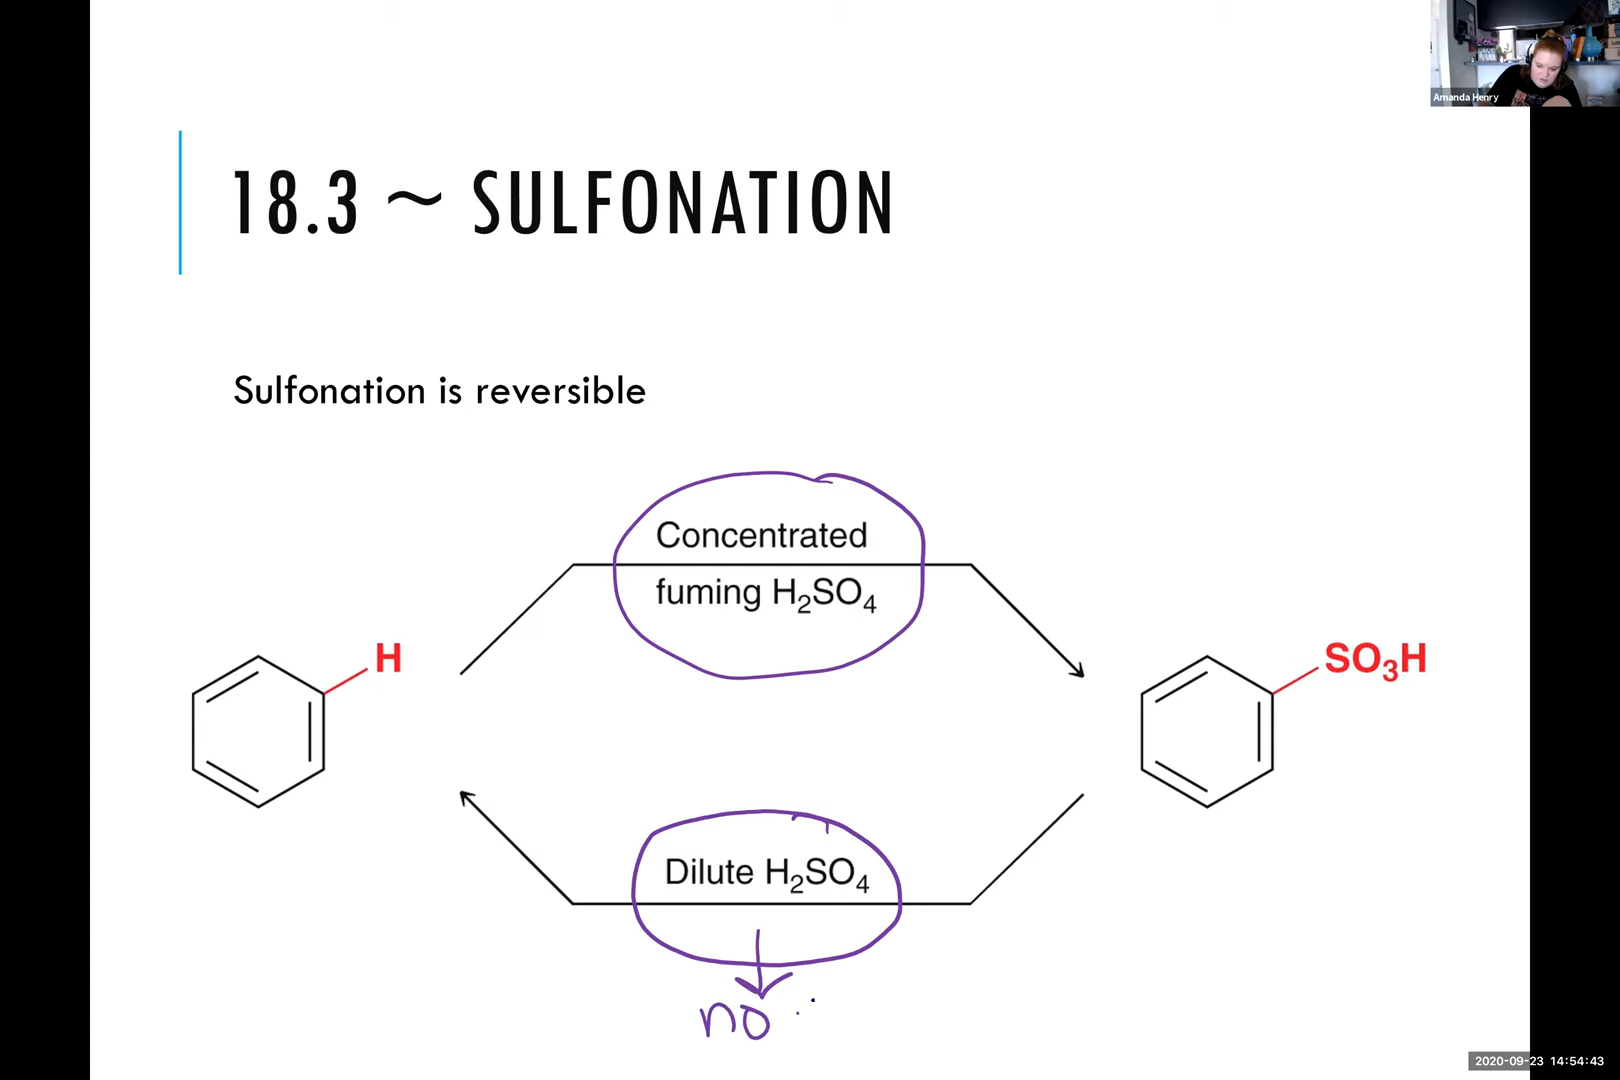 Amanda Henry
18.3 ~ SULFONATION
Sulfonation is reversible
Concentrated
fuming H₂SO₄
H
SO₃H
Dilute H₂SO₄
no
2020-09-23 14:54:43